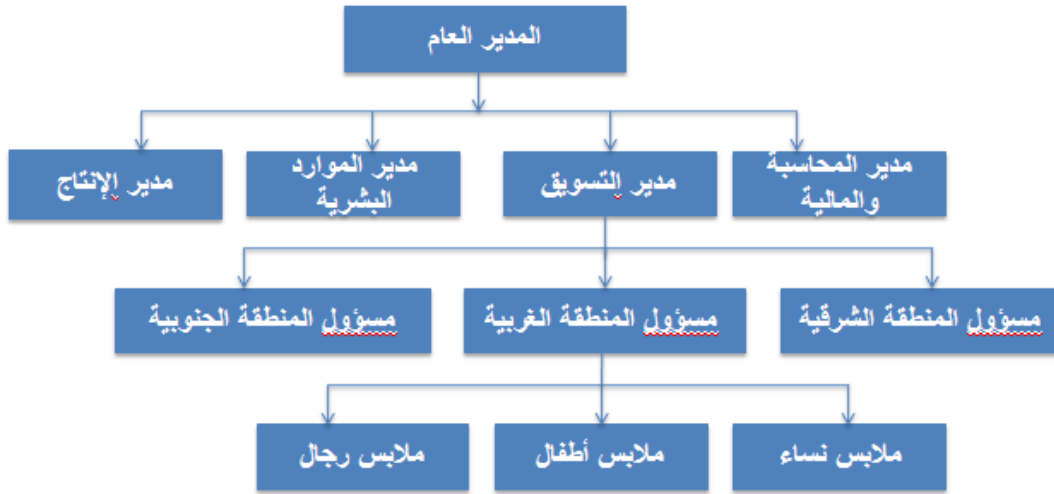 المدير العام
مدير المحاسبة
والمالية
مدير التسويق
مدير الموارد
البشرية
مدير الإنتاج
مسؤول المنطقة الشرقية
مسؤول المنطقة الغربية
مسؤول المنطقة الجنوبية
ملابس نساء
ملابس أطفال
ملابس رجال